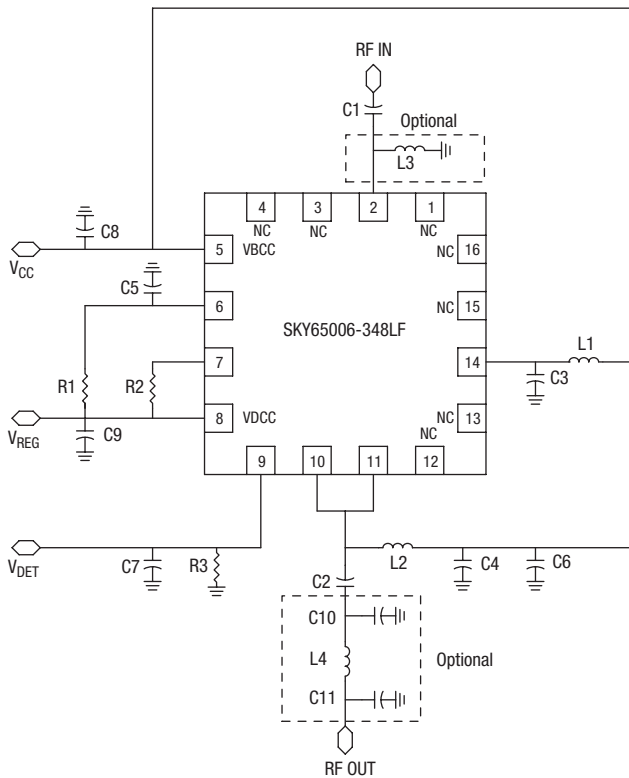 RF IN
C1
Optional
L3
4 3 2 1
NC NC NC
C8
5 VBCC
NC 16
VCC
C5
6
NC 15
SKY65006-348LF
L1
7
14
R1 R2
C3
8 VDCC
NC 13
VREG
C9
NC
9 10 11 12
C7 R3
L2 C4 C6
VDET
C2
C10
L4 Optional
C11
RF OUT